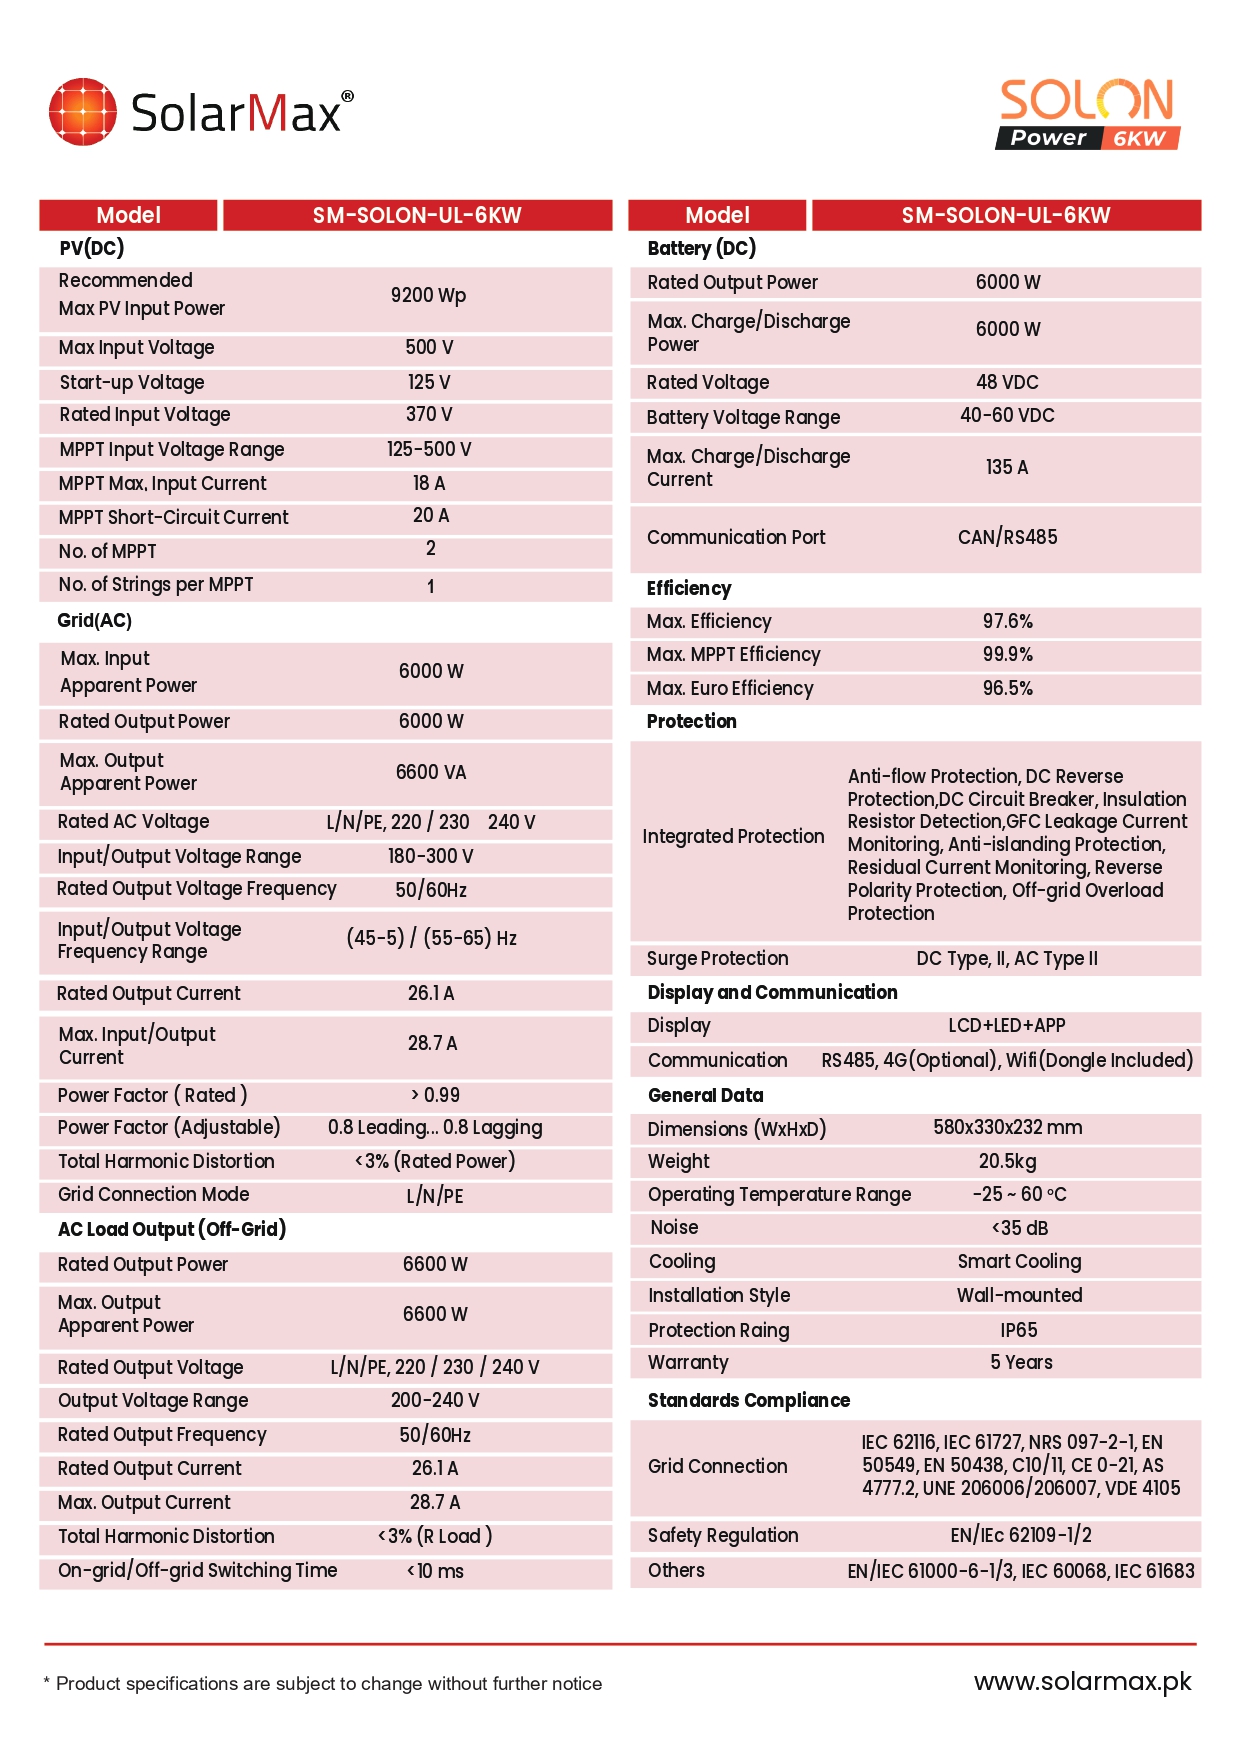 SolarMax®
SOLON
Power 6KW
Model SM-SOLON-UL-6KW
PV(DC)
Recommended
Max PV Input Power 9200 Wp
Max Input Voltage 500 V
Start-up Voltage 125 V
Rated Input Voltage 370 V
MPPT Input Voltage Range 125-500 V
MPPT Max. Input Current 18 A
MPPT Short-Circuit Current 20 A
No. of MPPT 2
No. of Strings per MPPT 1
Grid(AC)
Max. Input
Apparent Power 6000 W
Rated Output Power 6000 W
Max. Output
Apparent Power 6600 VA
Rated AC Voltage L/N/PE, 220 / 230 240 V
Input/Output Voltage Range 180-300 V
Rated Output Voltage Frequency 50/60Hz
Input/Output Voltage
Frequency Range (45-5) / (55-65) Hz
Rated Output Current 26.1 A
Max. Input/Output
Current 28.7 A
Power Factor ( Rated ) > 0.99
Power Factor (Adjustable) 0.8 Leading... 0.8 Lagging
Total Harmonic Distortion <3% (Rated Power)
Grid Connection Mode L/N/PE
AC Load Output (Off-Grid)
Rated Output Power 6600 W
Max. Output
Apparent Power 6600 W
Rated Output Voltage L/N/PE, 220 / 230 / 240 V
Output Voltage Range 200-240 V
Rated Output Frequency 50/60Hz
Rated Output Current 26.1 A
Max. Output Current 28.7 A
Total Harmonic Distortion <3% (R Load )
On-grid/Off-grid Switching Time <10 ms
Model SM-SOLON-UL-6KW
Battery (DC)
Rated Output Power 6000 W
Max. Charge/Discharge
Power 6000 W
Rated Voltage 48 VDC
Battery Voltage Range 40-60 VDC
Max. Charge/Discharge
Current 135 A
Communication Port CAN/RS485
Efficiency
Max. Efficiency 97.6%
Max. MPPT Efficiency 99.9%
Max. Euro Efficiency 96.5%
Protection
Integrated Protection
Anti-flow Protection, DC Reverse
Protection,DC Circuit Breaker, Insulation
Resistor Detection,GFC Leakage Current
Monitoring, Anti-islanding Protection,
Residual Current Monitoring, Reverse
Polarity Protection, Off-grid Overload
Protection
Surge Protection DC Type, II, AC Type II
Display and Communication
Display LCD+LED+APP
Communication RS485, 4G(Optional), Wifi(Dongle Included)
General Data
Dimensions (WxHxD) 580x330x232 mm
Weight 20.5kg
Operating Temperature Range -25 ~ 60 ºC
Noise <35 dB
Cooling Smart Cooling
Installation Style Wall-mounted
Protection Raing IP65
Warranty 5 Years
Standards Compliance
Grid Connection
IEC 62116, IEC 61727, NRS 097-2-1, EN
50549, EN 50438, C10/11, CE 0-21, AS
4777.2, UNE 206006/206007, VDE 4105
Safety Regulation EN/IEc 62109-1/2
Others EN/IEC 61000-6-1/3, IEC 60068, IEC 61683
* Product specifications are subject to change without further notice
www.solarmax.pk